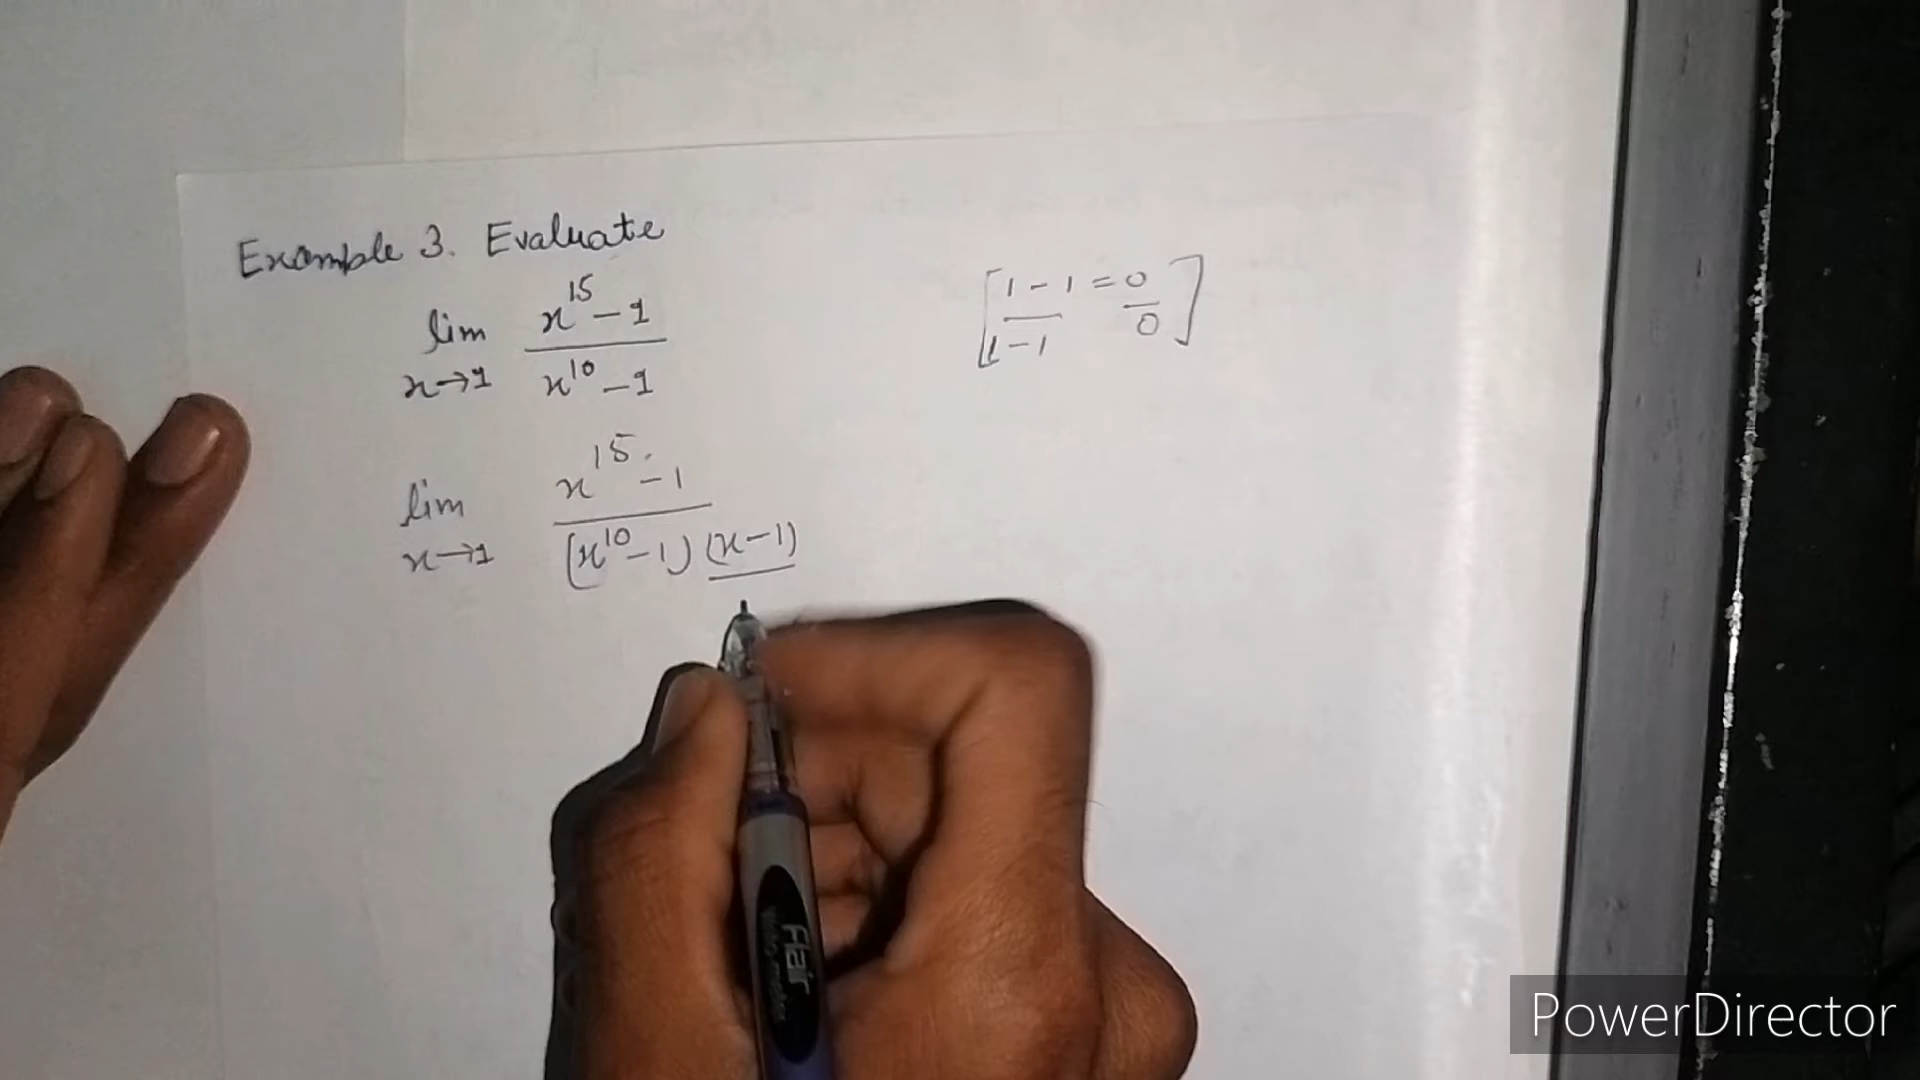 Example 3. Evaluate
lim x→1 (x^15 - 1)/(x^10 - 1)
[(1 - 1)/(1 - 1) = 0/0]
lim x→1 (x^15 - 1)/((x^10 - 1)(x - 1))
Flair
PowerDirector